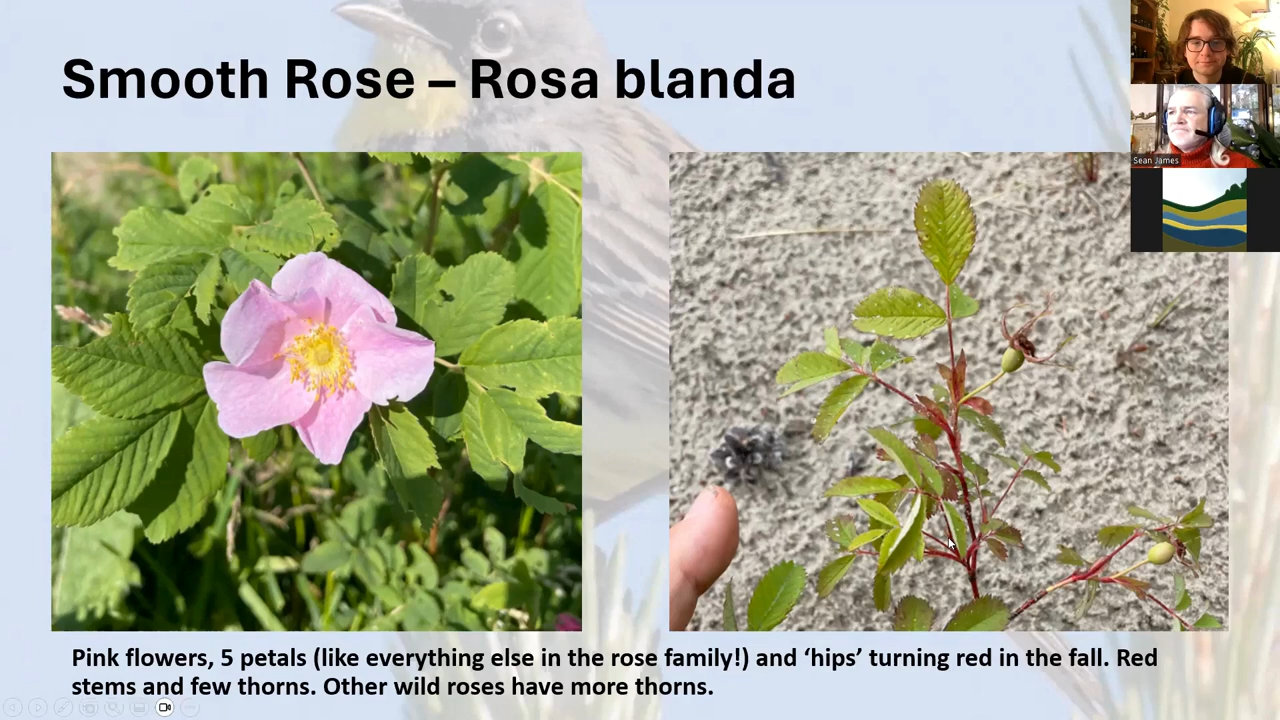 Smooth Rose – Rosa blanda
Sean James
Pink flowers, 5 petals (like everything else in the rose family!) and ‘hips’ turning red in the fall. Red
stems and few thorns. Other wild roses have more thorns.